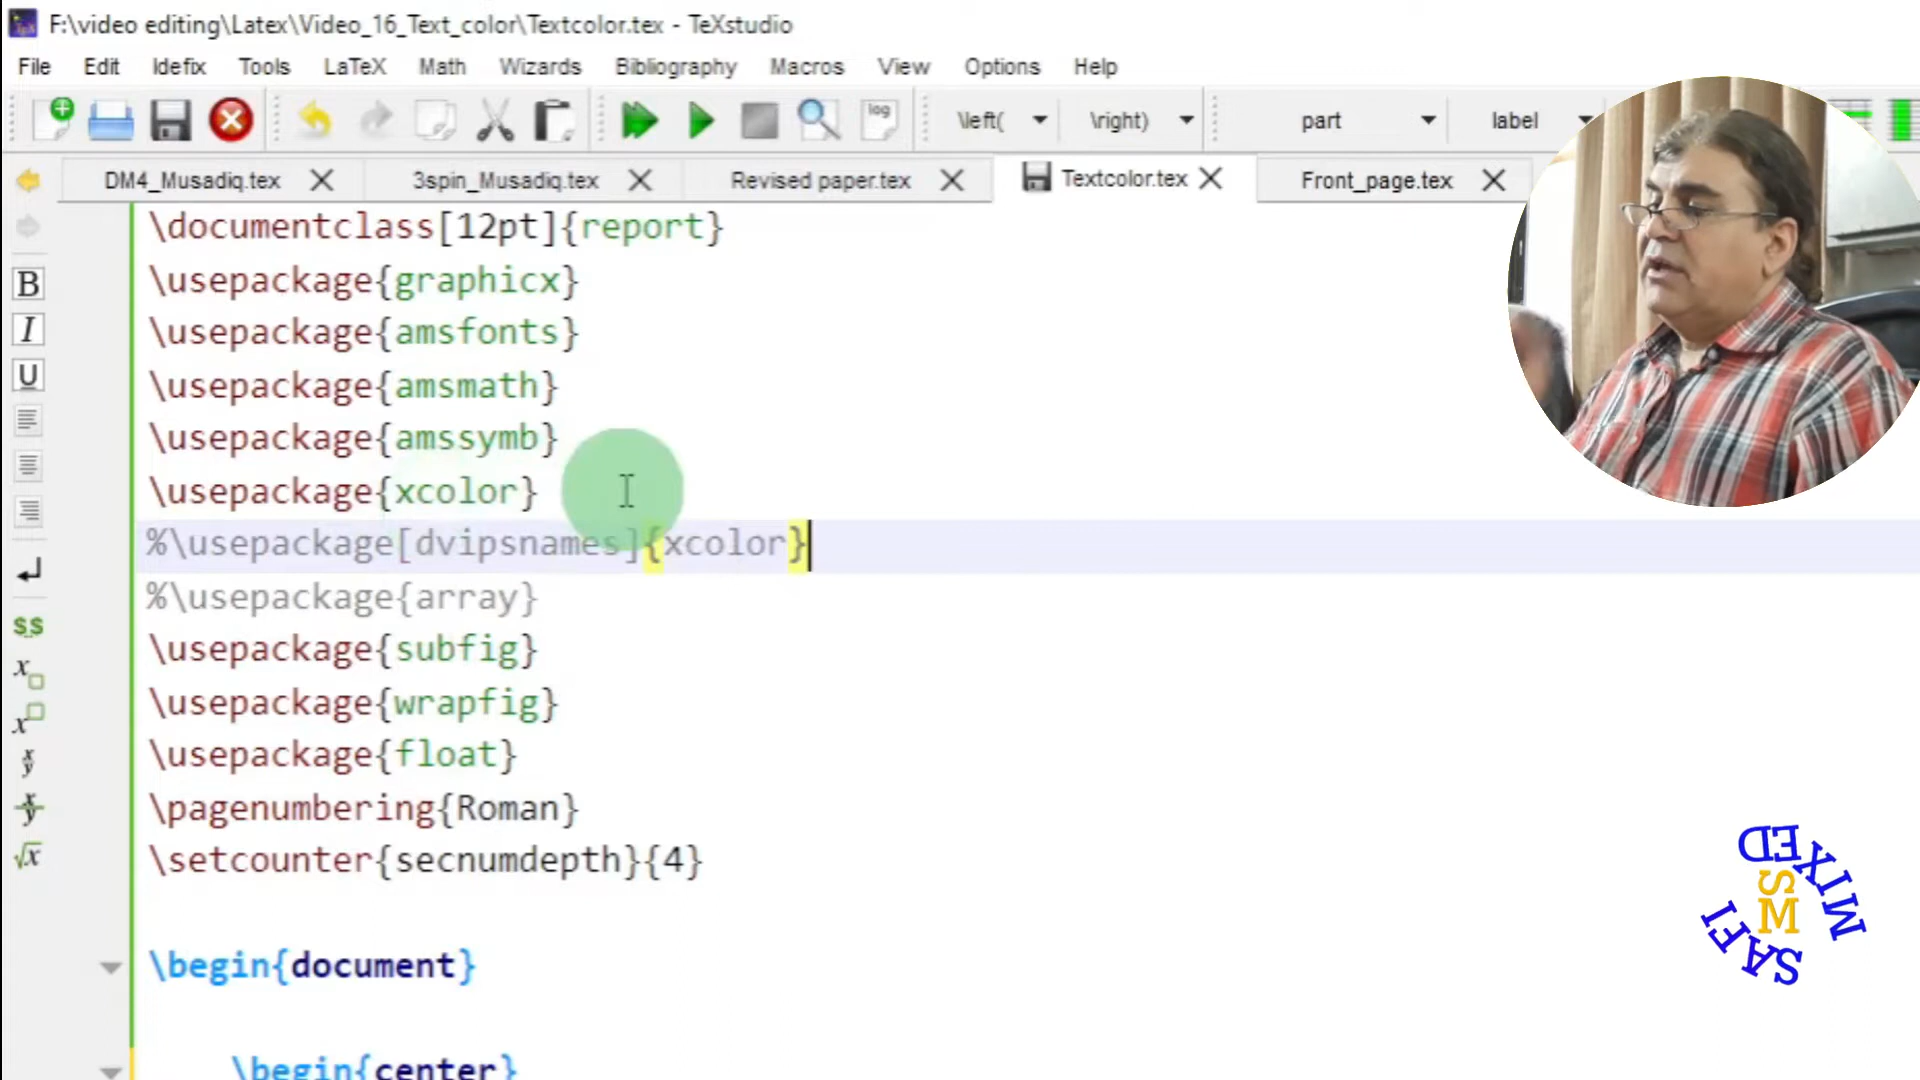 F:\video editing\Latex\Video_16_Text_color\Textcolor.tex - TeXstudio
File Edit Idefix Tools LaTeX Math Wizards Bibliography Macros View Options Help
log \left( \right) part label
DM4_Musadiq.tex 3spin_Musadiq.tex Revised paper.tex Textcolor.tex Front_page.tex
\documentclass[12pt]{report}
\usepackage{graphicx}
\usepackage{amsfonts}
\usepackage{amsmath}
\usepackage{amssymb}
\usepackage{xcolor}
%\usepackage[dvipsnames]{xcolor}
%\usepackage{array}
\usepackage{subfig}
\usepackage{wrapfig}
\usepackage{float}
\pagenumbering{Roman}
\setcounter{secnumdepth}{4}
\begin{document}
\begin{center}
B
I
U
$$
x
x
x
y
x
y
√x
SAFI
MIXED
SM